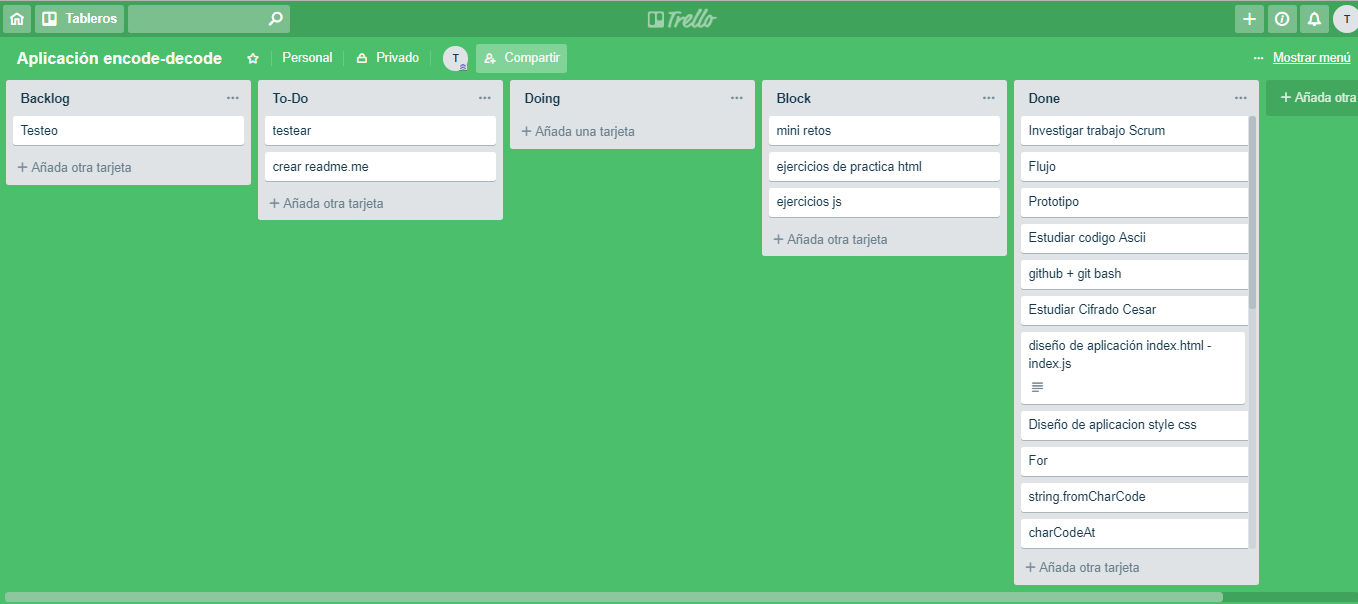 Tableros
Trello
T
Aplicación encode-decode
Personal
Privado
T
Compartir
... Mostrar menú
Backlog
Testeo
+ Añada otra tarjeta
To-Do
testear
crear readme.me
+ Añada otra tarjeta
Doing
+ Añada una tarjeta
Block
mini retos
ejercicios de practica html
ejercicios js
+ Añada otra tarjeta
Done
Investigar trabajo Scrum
Flujo
Prototipo
Estudiar codigo Ascii
github + git bash
Estudiar Cifrado Cesar
diseño de aplicación index.html -
index.js
Diseño de aplicacion style css
For
string.fromCharCode
charCodeAt
+ Añada otra tarjeta
+ Añada otra